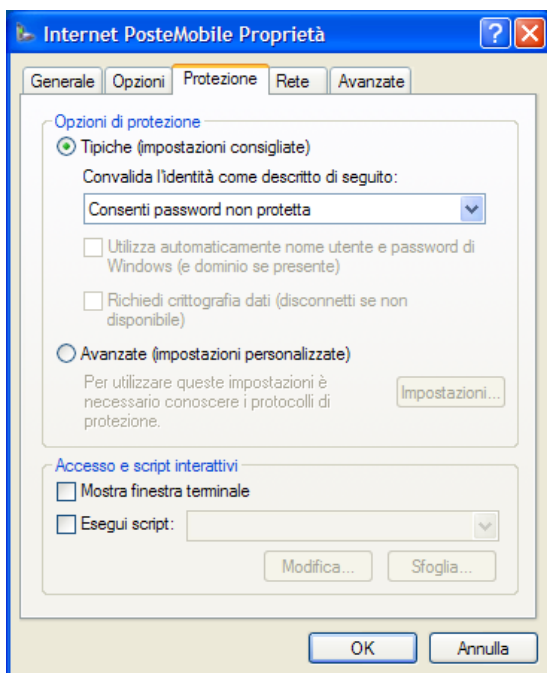 Internet PosteMobile Proprietà
Generale Opzioni Protezione Rete Avanzate
Opzioni di protezione
Tipiche (impostazioni consigliate)
Convalida l'identità come descritto di seguito:
Consenti password non protetta
Utilizza automaticamente nome utente e password di
Windows (e dominio se presente)
Richiedi crittografia dati (disconnetti se non
disponibile)
Avanzate (impostazioni personalizzate)
Per utilizzare queste impostazioni è
necessario conoscere i protocolli di
protezione.
Impostazioni...
Accesso e script interattivi
Mostra finestra terminale
Esegui script:
Modifica... Sfoglia...
OK Annulla